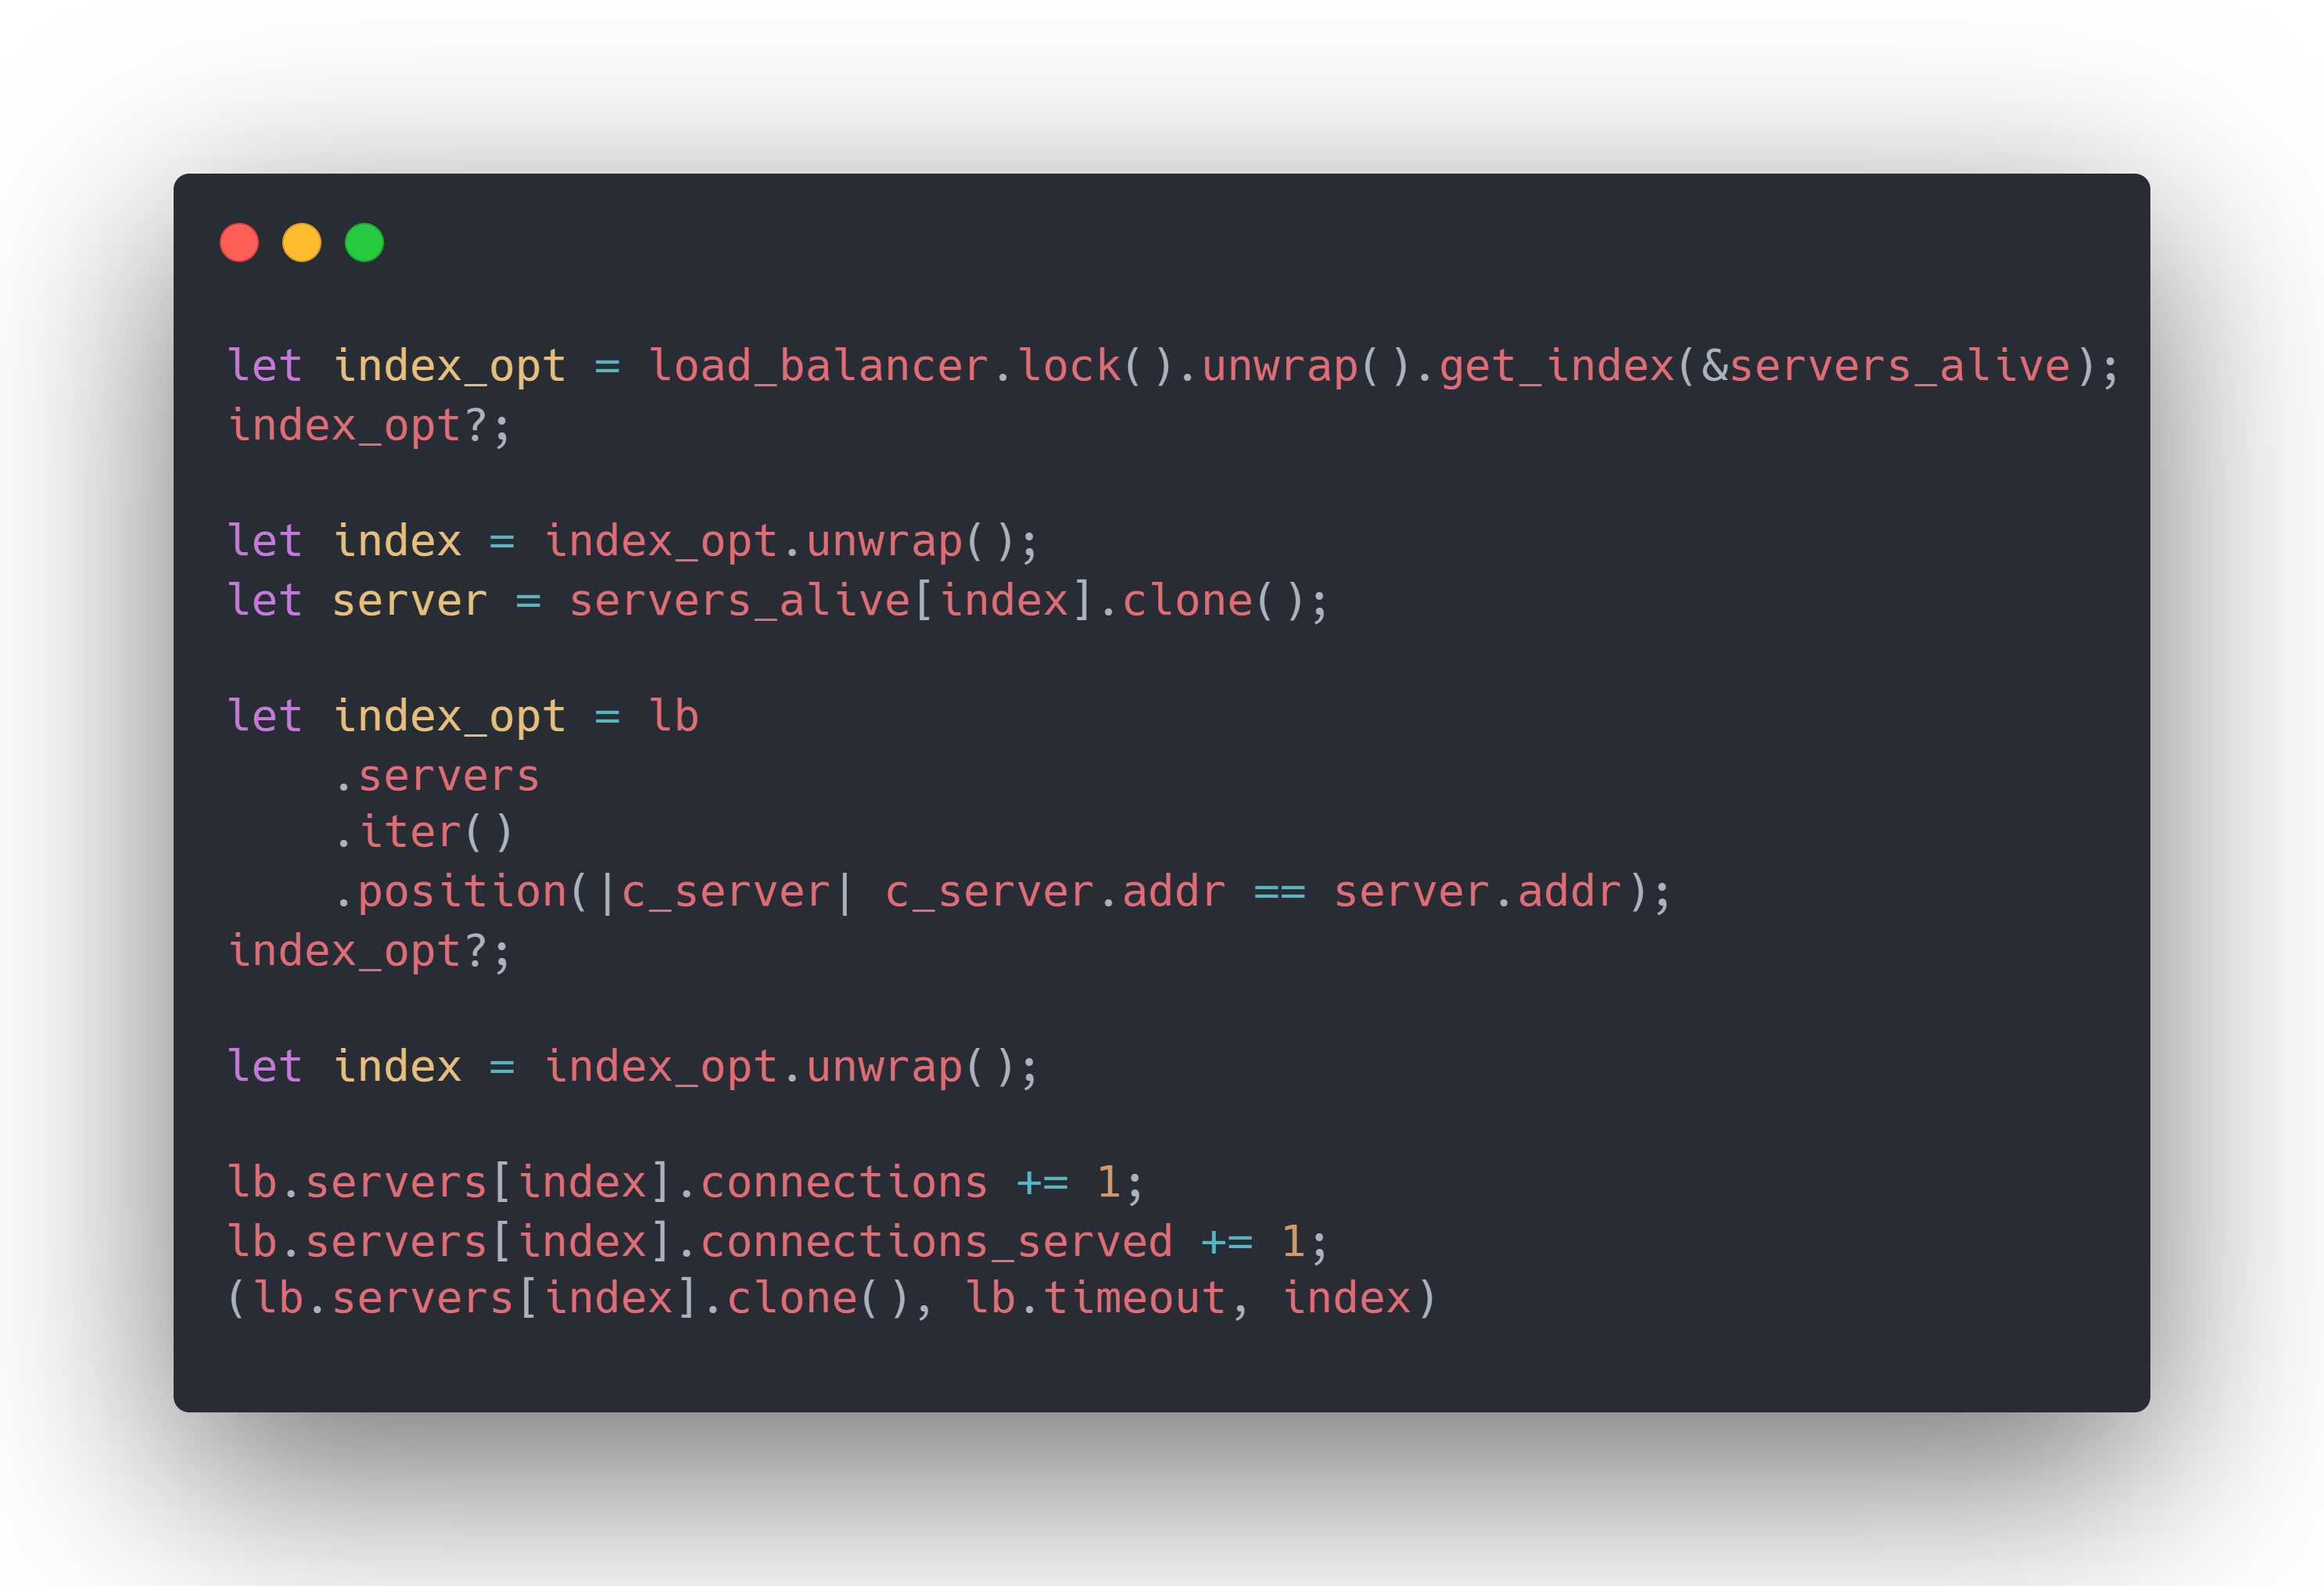 let index_opt = load_balancer.lock().unwrap().get_index(&servers_alive);
index_opt?;

let index = index_opt.unwrap();
let server = servers_alive[index].clone();

let index_opt = lb
    .servers
    .iter()
    .position(|c_server| c_server.addr == server.addr);
index_opt?;

let index = index_opt.unwrap();

lb.servers[index].connections += 1;
lb.servers[index].connections_served += 1;
(lb.servers[index].clone(), lb.timeout, index)